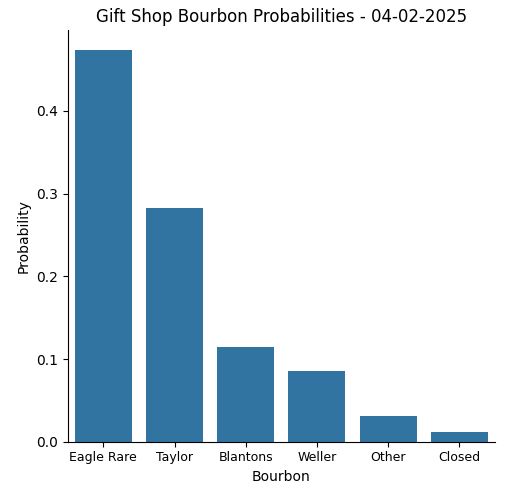 Gift Shop Bourbon Probabilities - 04-02-2025
0.4
0.3
0.2
0.1
0.0
Probability
Eagle Rare Taylor Blantons Weller Other Closed
Bourbon